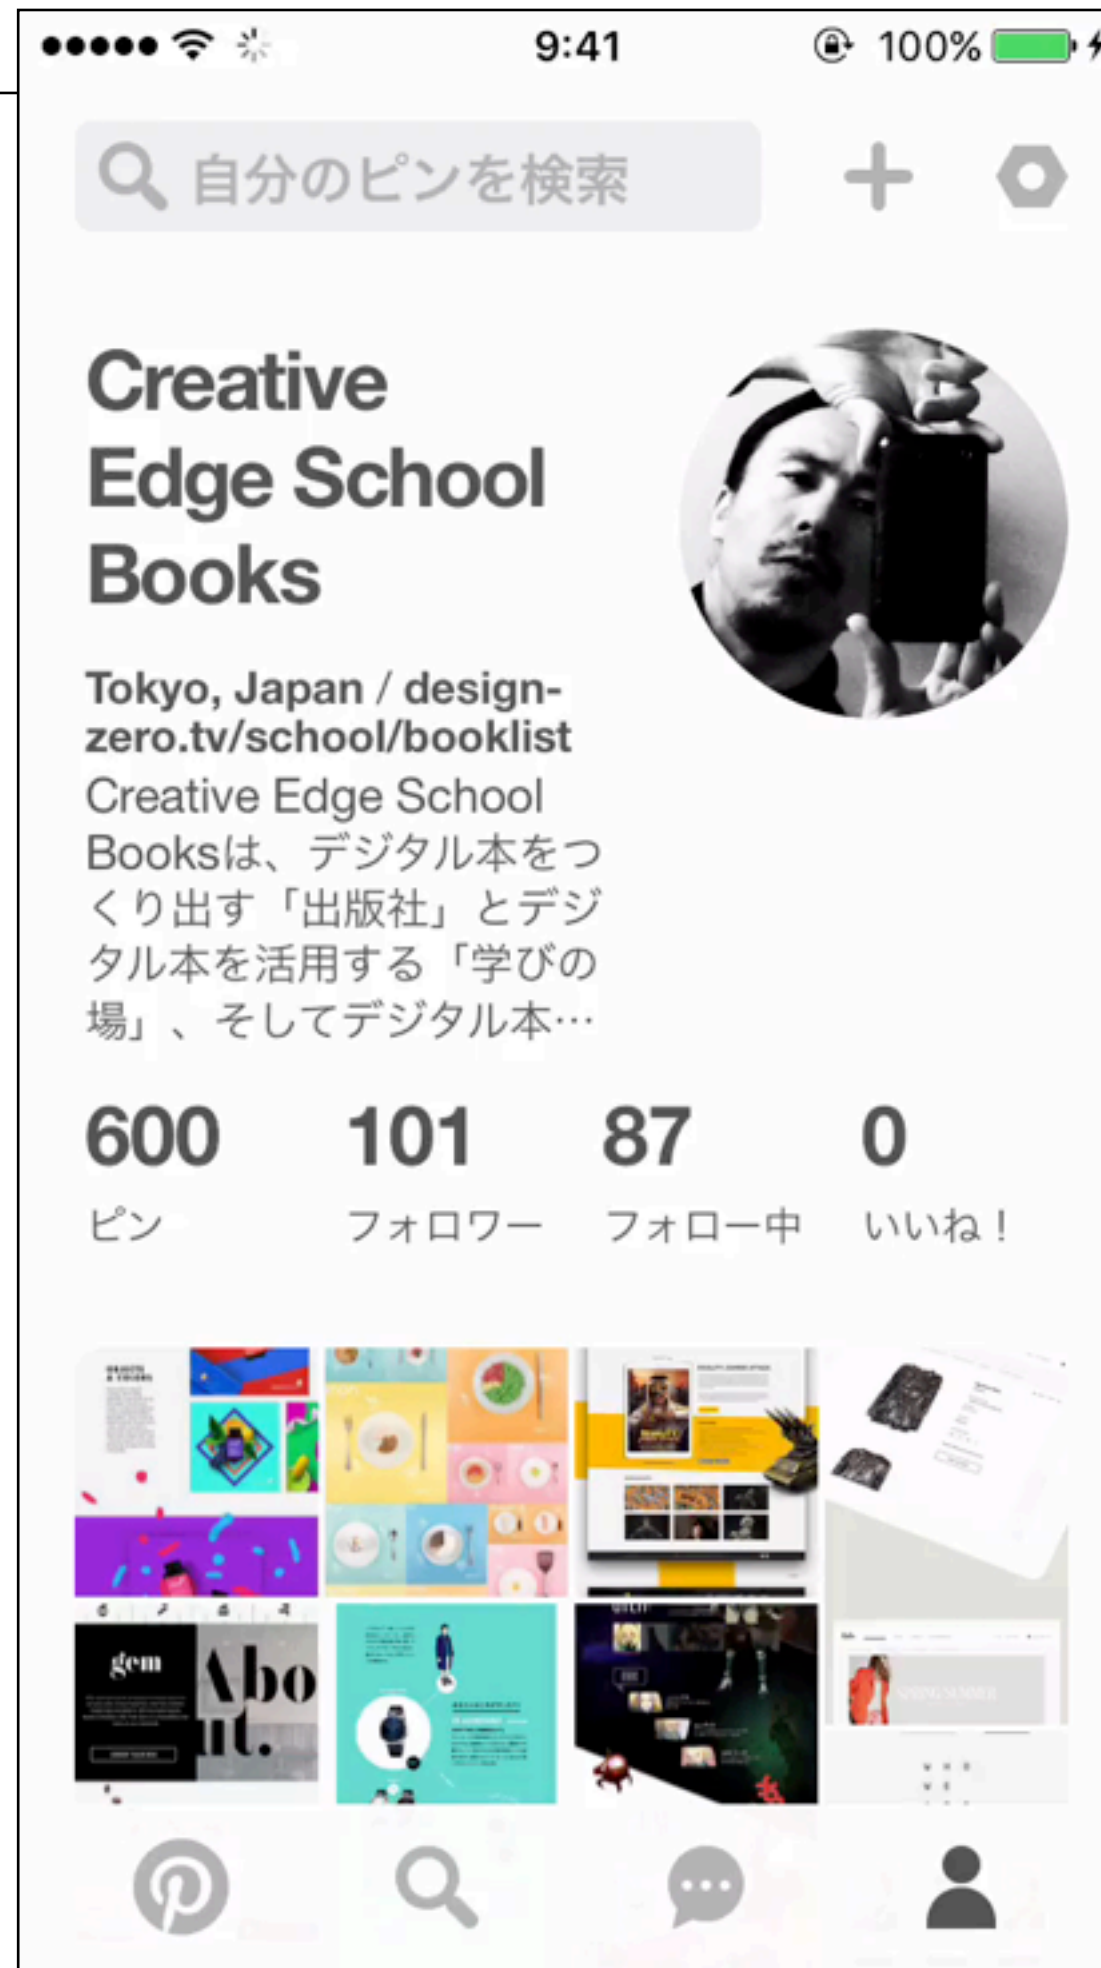 9:41
100%
自分のピンを検索
Creative
Edge School
Books
Tokyo, Japan / design-
zero.tv/school/booklist
Creative Edge School
Booksは、デジタル本をつ
くり出す「出版社」とデジ
タル本を活用する「学びの
場」、そしてデジタル本…
600 101 87 0
ピン フォロワー フォロー中 いいね！
OBJECTS
& COLORS
gem
Abo
ut.
SPRING/SUMMER